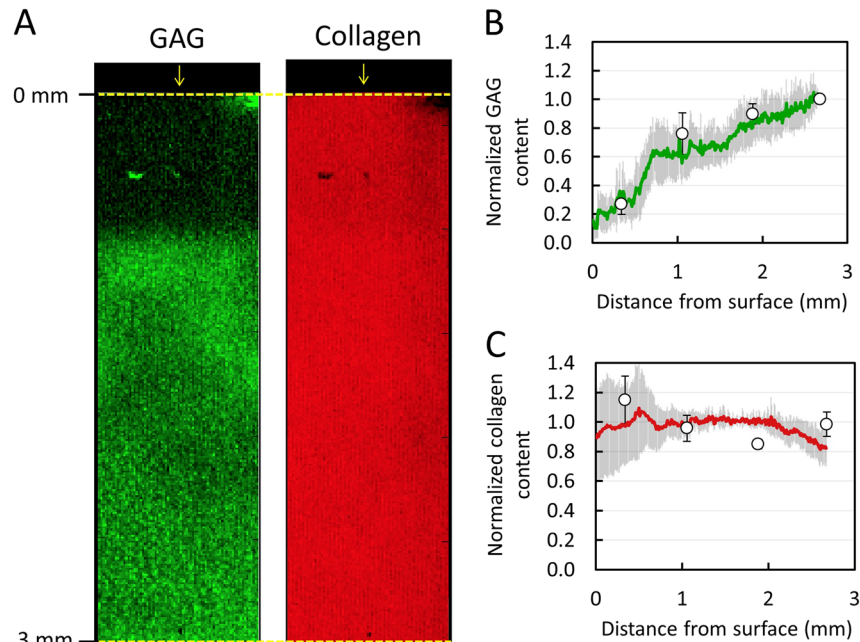 A
GAG
Collagen
0 mm
3 mm
B
Normalized GAG
content
1.4
1.2
1.0
0.8
0.6
0.4
0.2
0.0
0 1 2 3
Distance from surface (mm)
C
Normalized collagen
content
1.4
1.2
1.0
0.8
0.6
0.4
0.2
0.0
0 1 2 3
Distance from surface (mm)